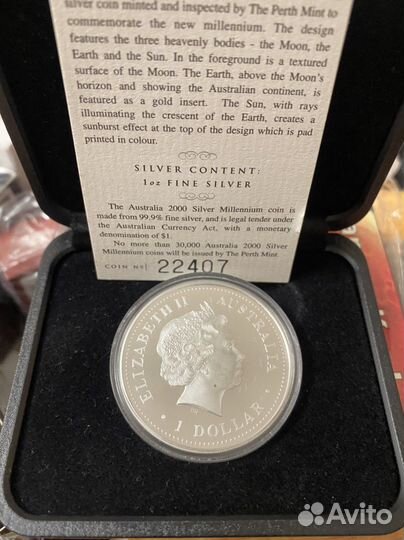 silver coin minted and inspected by The Perth Mint to
commemorate the new millennium. The design
features the three heavenly bodies - the Moon, the
Earth and the Sun. In the foreground is a textured
surface of the Moon. The Earth, above the Moon's
horizon and showing the Australian continent, is
featured as a gold insert. The Sun, with rays
illuminating the crescent of the Earth, creates a
sunburst effect at the top of the design which is pad
printed in colour.
SILVER CONTENT:
1oz FINE SILVER
The Australia 2000 Silver Millennium coin is
made from 99.9% fine silver, and is legal tender under
the Australian Currency Act, with a monetary
denomination of $1.
No more than 30,000 Australia 2000 Silver
Millennium coins will be issued by The Perth Mint.
COIN Nº 22407
ELIZABETH II AUSTRALIA
· 1 DOLLAR ·
Avito